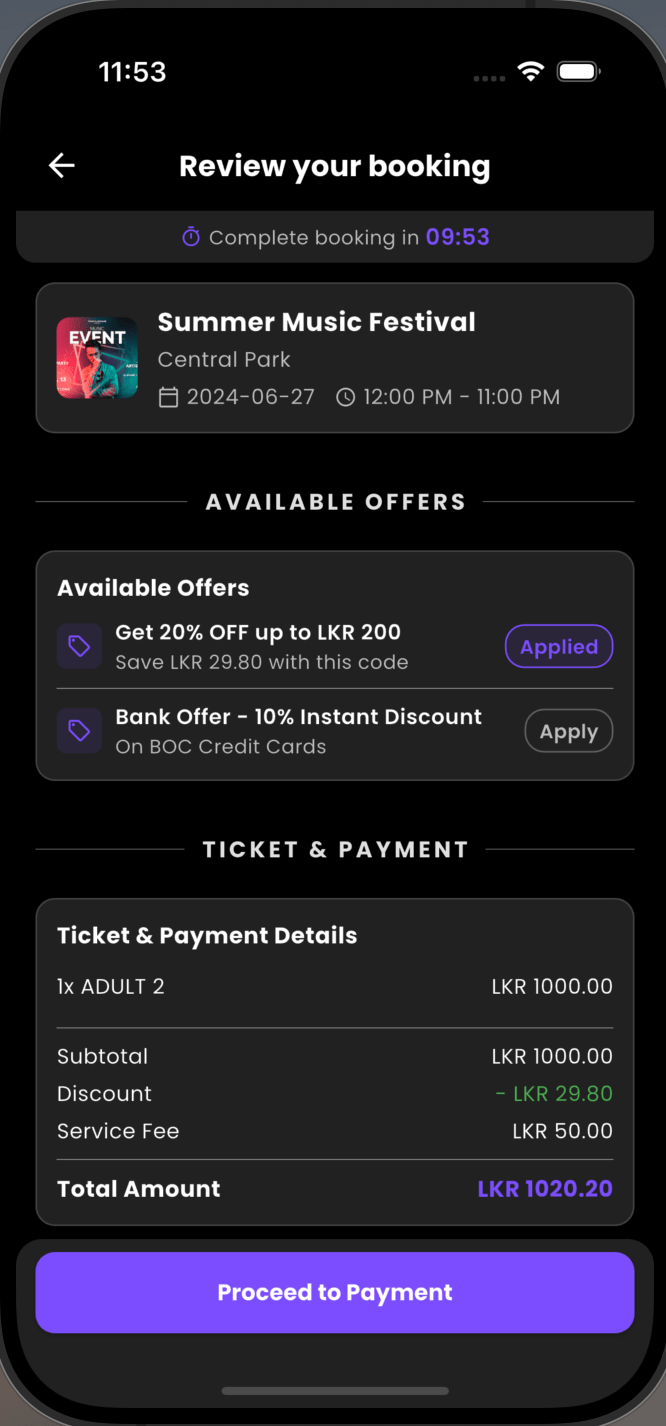 11:53
Review your booking
Complete booking in 09:53
MUSIC
EVENT
Summer Music Festival
Central Park
2024-06-27 12:00 PM - 11:00 PM
AVAILABLE OFFERS
Available Offers
Get 20% OFF up to LKR 200
Save LKR 29.80 with this code
Applied
Bank Offer - 10% Instant Discount
On BOC Credit Cards
Apply
TICKET & PAYMENT
Ticket & Payment Details
1x ADULT 2 LKR 1000.00
Subtotal LKR 1000.00
Discount - LKR 29.80
Service Fee LKR 50.00
Total Amount LKR 1020.20
Proceed to Payment